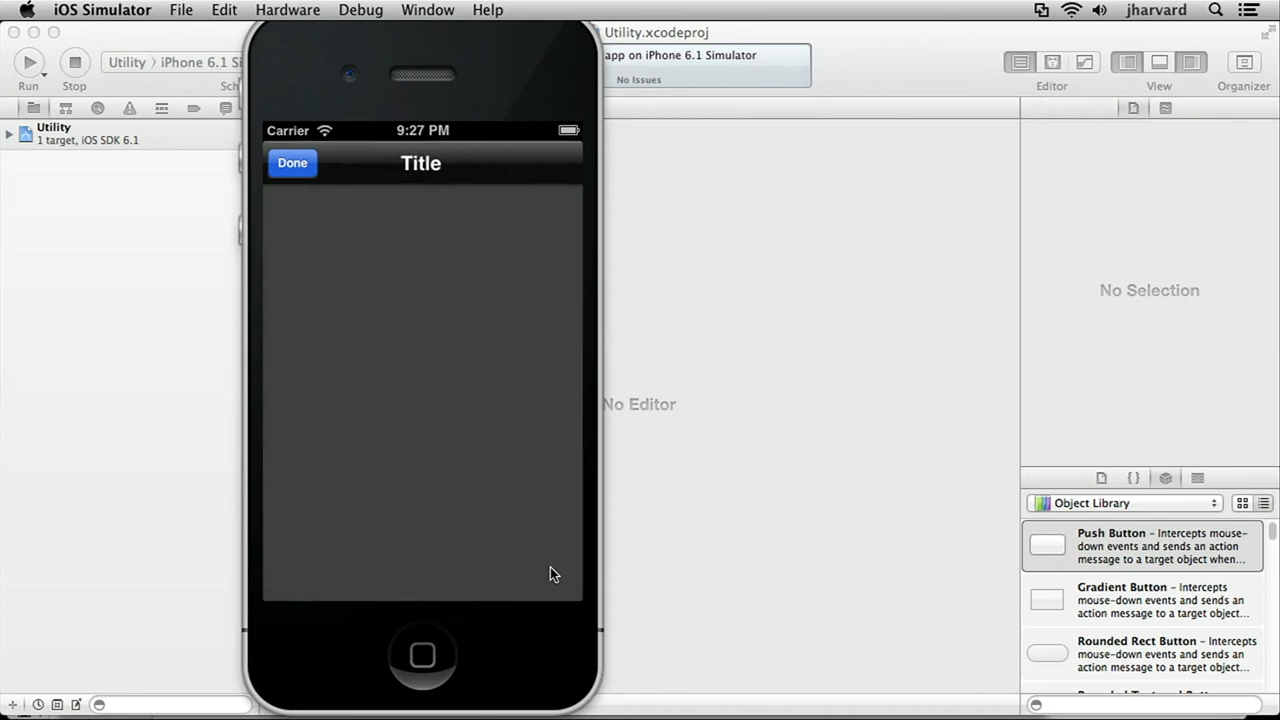 iOS Simulator File Edit Hardware Debug Window Help jharvard
Utility.xcodeproj
Utility 〉 iPhone 6.1 Si
app on iPhone 6.1 Simulator
No Issues
Run Stop Sch
Editor View Organizer
Utility
1 target, iOS SDK 6.1
Carrier 9:27 PM
Done Title
No Editor
No Selection
{ }
Object Library
Push Button – Intercepts mouse-
down events and sends an action
message to a target object when...
Gradient Button – Intercepts
mouse-down events and sends an
action message to a target object...
Rounded Rect Button – Intercepts
mouse-down events and sends an
action message to a target object...